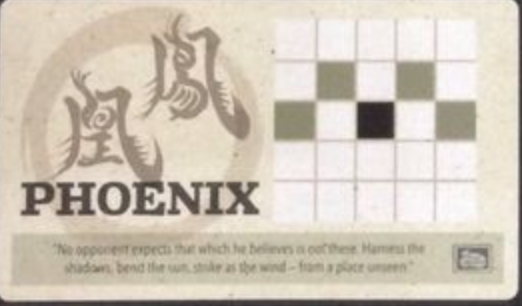 鳳
凰
PHOENIX
"No opponent expects that which he believes is not there. Harness the
shadows, bend the sun, strike as the wind – from a place unseen."